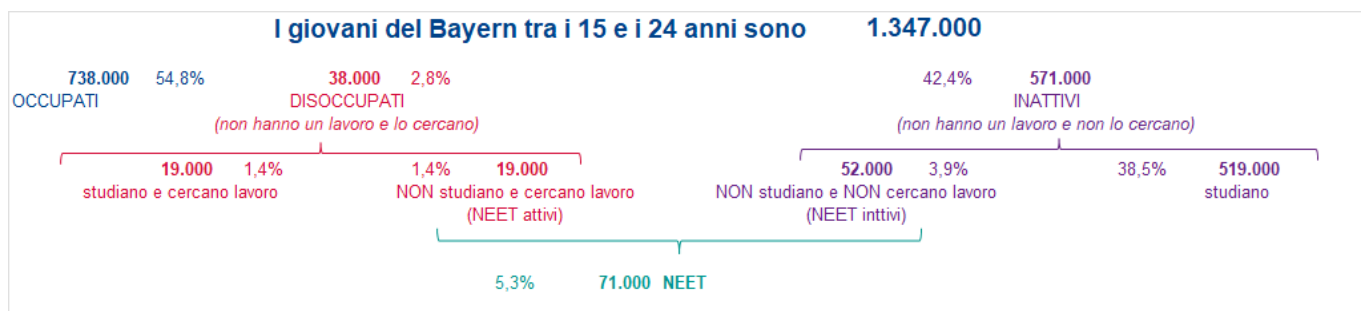 I giovani del Bayern tra i 15 e i 24 anni sono 1.347.000
738.000 54,8% 38.000 2,8% 42,4% 571.000
OCCUPATI DISOCCUPATI INATTIVI
(non hanno un lavoro e lo cercano) (non hanno un lavoro e non lo cercano)
19.000 1,4% 1,4% 19.000 52.000 3,9% 38,5% 519.000
studiano e cercano lavoro NON studiano e cercano lavoro NON studiano e NON cercano lavoro studiano
(NEET attivi) (NEET inttivi)
5,3% 71.000 NEET